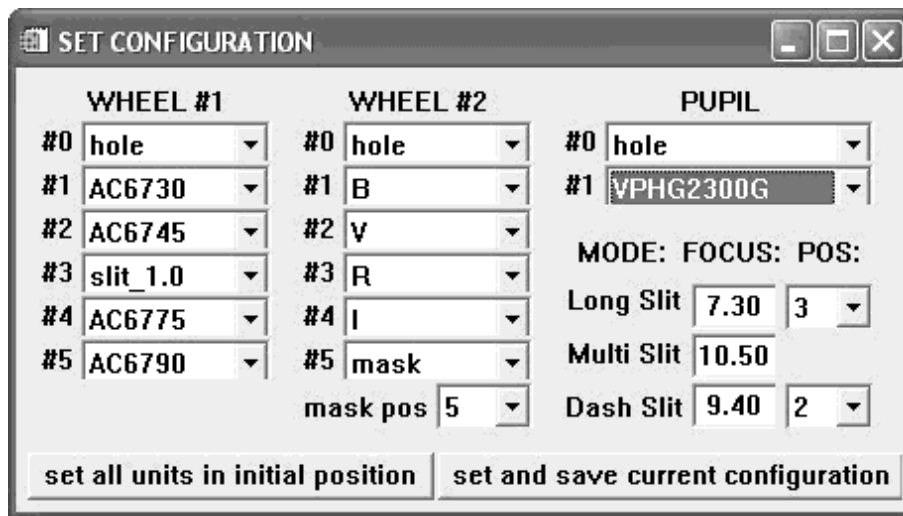 SET CONFIGURATION
WHEEL #1 WHEEL #2 PUPIL
#0 hole #0 hole #0 hole
#1 AC6730 #1 B #1 VPHG2300G
#2 AC6745 #2 V
MODE: FOCUS: POS:
#3 slit_1.0 #3 R
Long Slit 7.30 3
#4 AC6775 #4 I
Multi Slit 10.50
#5 AC6790 #5 mask
mask pos 5 Dash Slit 9.40 2
set all units in initial position set and save current configuration